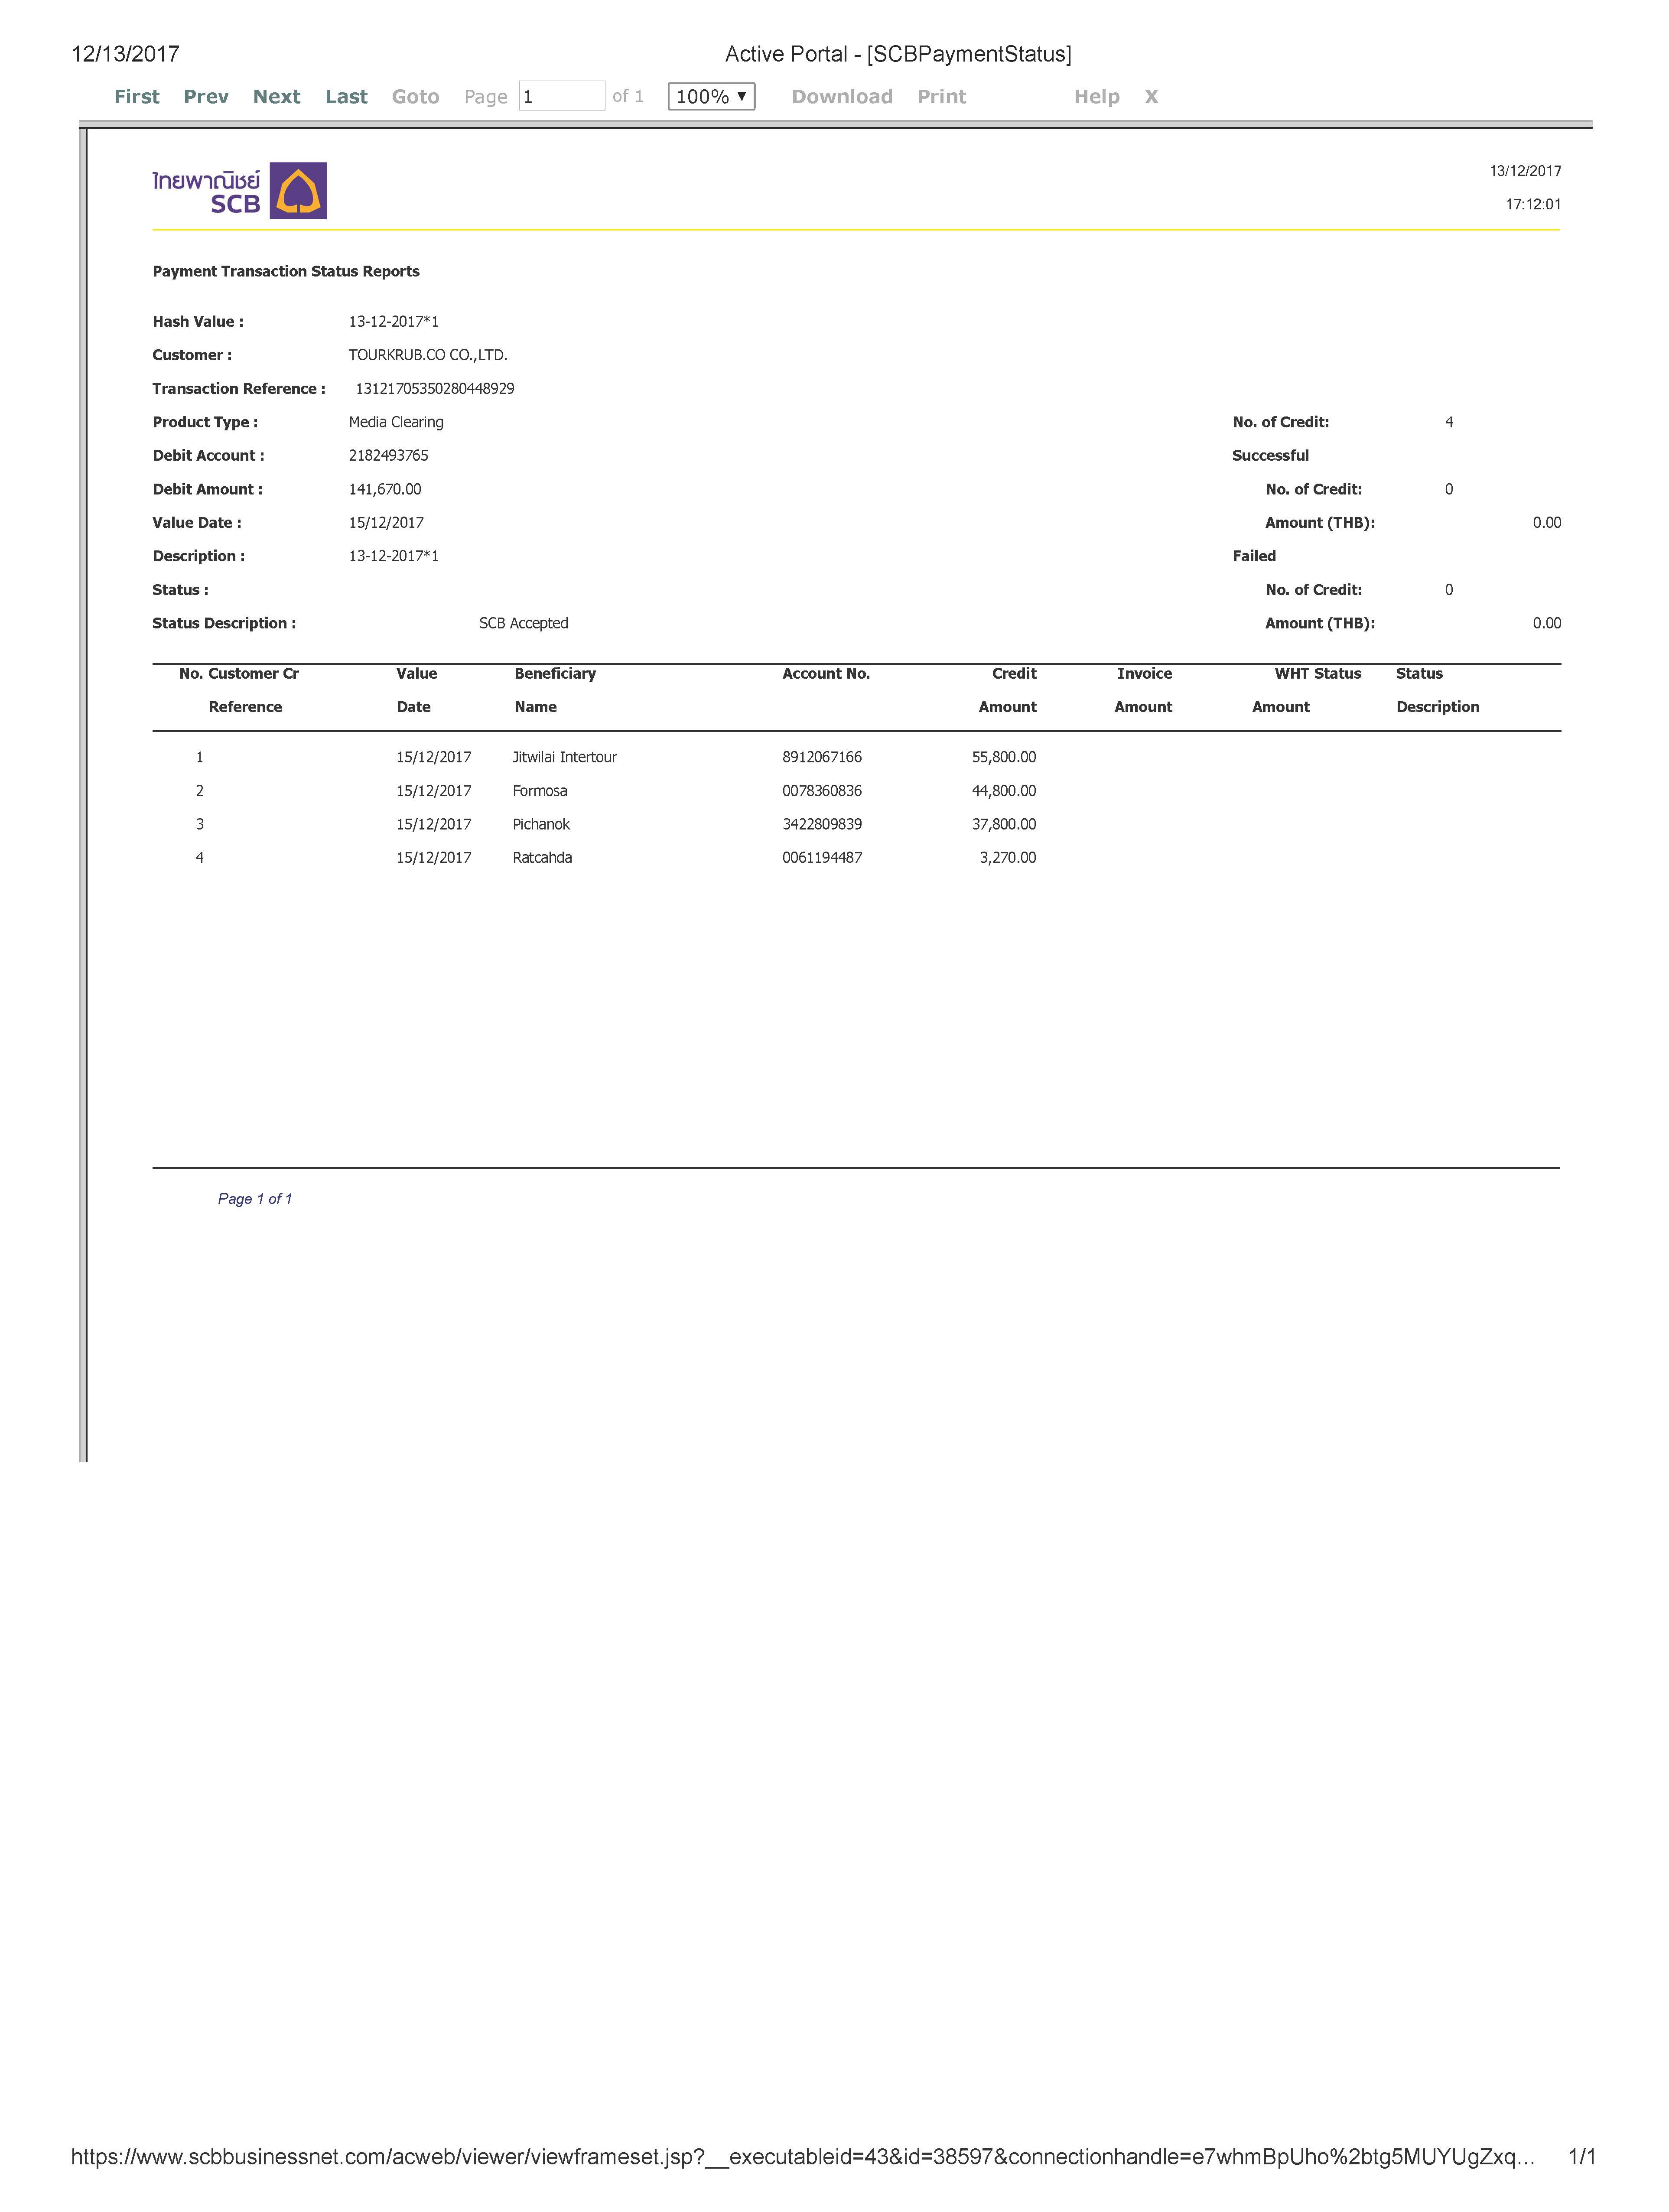 12/13/2017 Active Portal - [SCBPaymentStatus]
First Prev Next Last Goto Page 1 of 1 100% ▼ Download Print Help X
ไทยพาณิชย์
SCB
13/12/2017
17:12:01
Payment Transaction Status Reports
Hash Value : 13-12-2017*1
Customer : TOURKRUB.CO CO.,LTD.
Transaction Reference : 13121705350280448929
Product Type : Media Clearing No. of Credit: 4
Debit Account : 2182493765 Successful
Debit Amount : 141,670.00 No. of Credit: 0
Value Date : 15/12/2017 Amount (THB): 0.00
Description : 13-12-2017*1 Failed
Status : No. of Credit: 0
Status Description : SCB Accepted Amount (THB): 0.00
No. Customer Cr Value Beneficiary Account No. Credit Invoice WHT Status Status
Reference Date Name Amount Amount Amount Description
1 15/12/2017 Jitwilai Intertour 8912067166 55,800.00
2 15/12/2017 Formosa 0078360836 44,800.00
3 15/12/2017 Pichanok 3422809839 37,800.00
4 15/12/2017 Ratcahda 0061194487 3,270.00
Page 1 of 1
https://www.scbbusinessnet.com/acweb/viewer/viewframeset.jsp?__executableid=43&id=38597&connectionhandle=e7whmBpUho%2btg5MUYUgZxq... 1/1